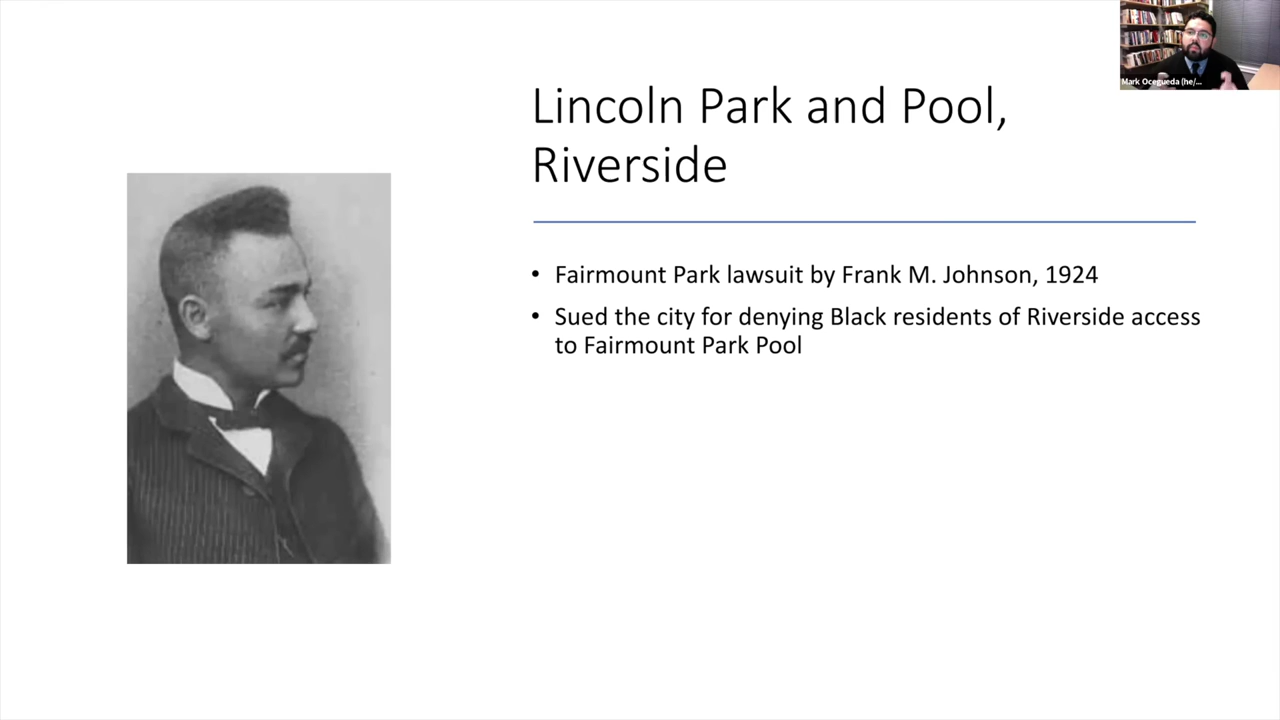 Mark Ocegueda (he/...
Lincoln Park and Pool,
Riverside
• Fairmount Park lawsuit by Frank M. Johnson, 1924
• Sued the city for denying Black residents of Riverside access
to Fairmount Park Pool